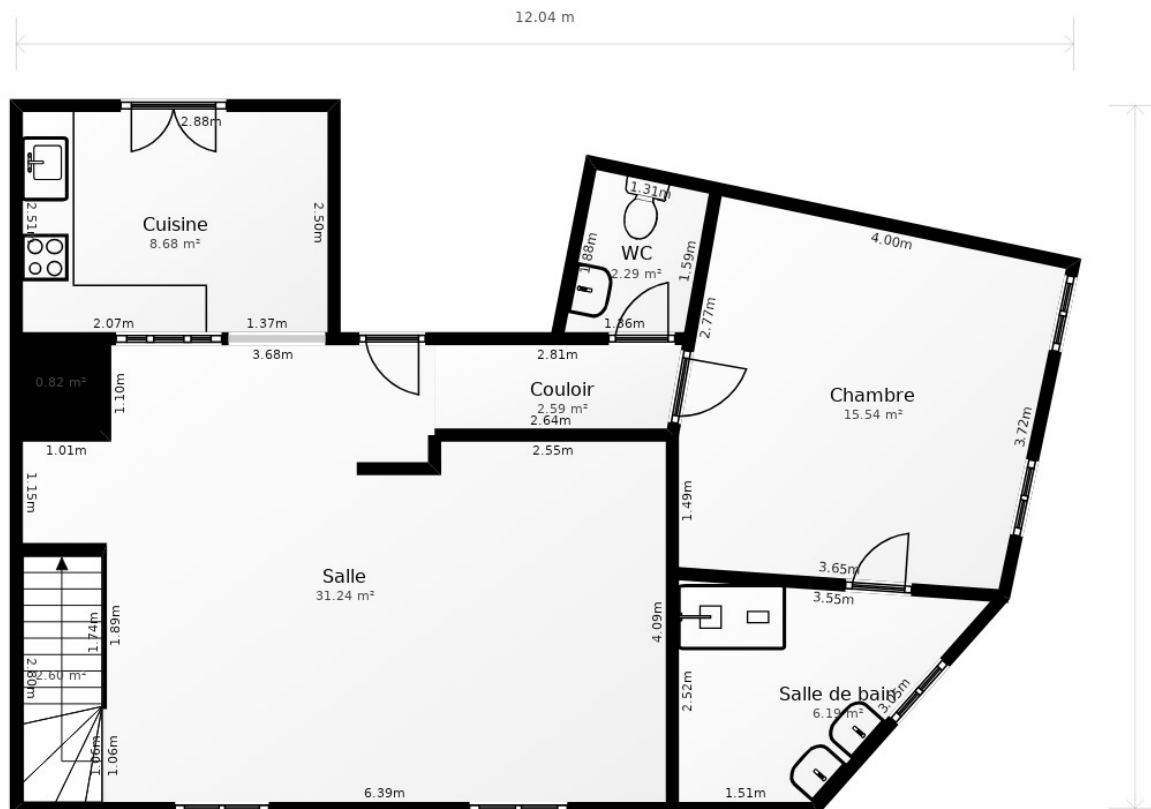 12.04 m
2.88m
2.51
2.50m
Cuisine
8.68 m²
2.07m
1.37m
3.68m
1.31m
1.88m
WC
2.29 m²
1.59m
1.36m
4.00m
2.77m
2.81m
Couloir
2.59 m²
2.64m
2.55m
Chambre
15.54 m²
3.72m
0.82 m²
1.10m
1.01m
1.15m
1.49m
Salle
31.24 m²
3.65m
3.55m
1.74m
1.89m
4.09m
2.80m
2.60 m²
2.52m
Salle de bain
6.19 m²
3.05m
1.06m
1.06m
6.39m
1.51m